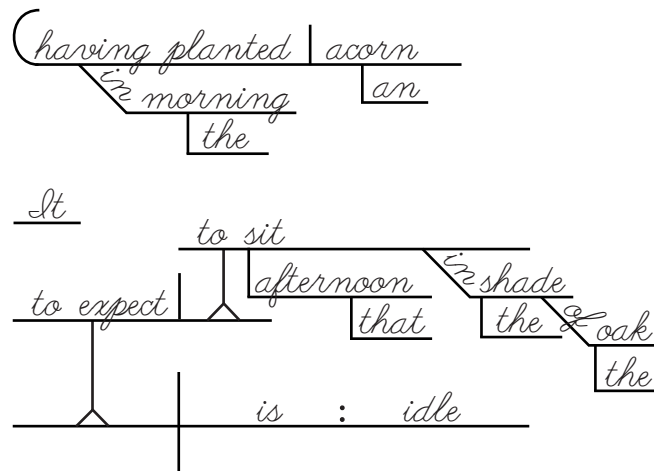 having planted acorn
in morning an
the
It
to sit
to expect afternoon in shade
that the of oak
the
is : idle